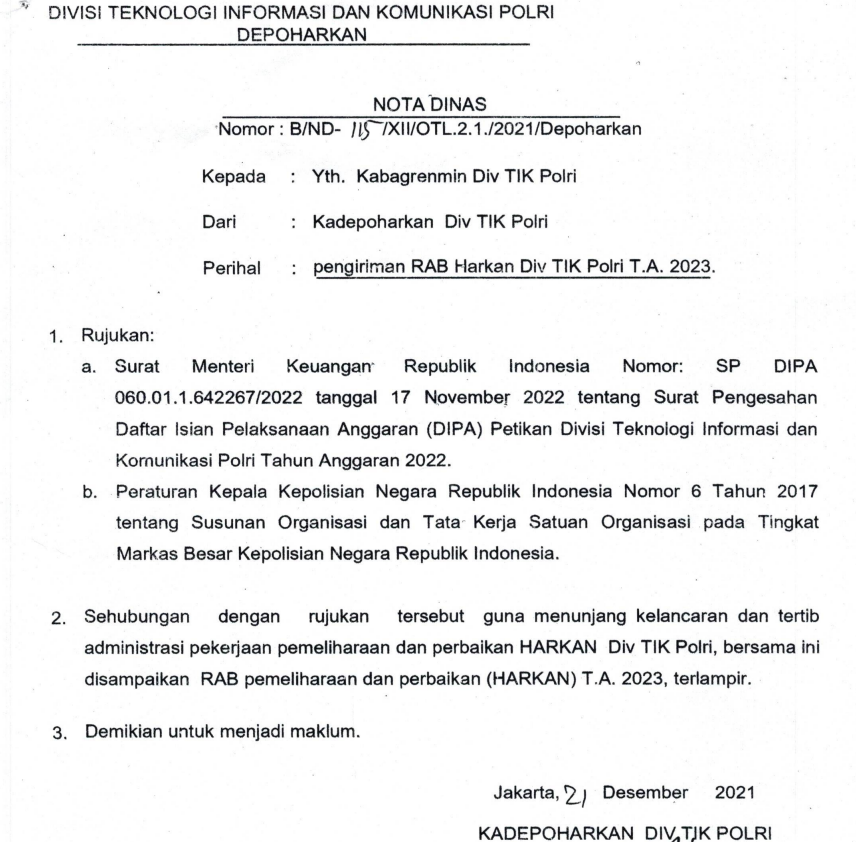 DIVISI TEKNOLOGI INFORMASI DAN KOMUNIKASI POLRI
DEPOHARKAN
NOTA DINAS
Nomor : B/ND- 115 /XII/OTL.2.1./2021/Depoharkan
Kepada : Yth. Kabagrenmin Div TIK Polri
Dari : Kadepoharkan Div TIK Polri
Perihal : pengiriman RAB Harkan Div TIK Polri T.A. 2023.
1. Rujukan:
a. Surat Menteri Keuangan Republik Indonesia Nomor: SP DIPA
060.01.1.642267/2022 tanggal 17 November 2022 tentang Surat Pengesahan
Daftar Isian Pelaksanaan Anggaran (DIPA) Petikan Divisi Teknologi Informasi dan
Komunikasi Polri Tahun Anggaran 2022.
b. Peraturan Kepala Kepolisian Negara Republik Indonesia Nomor 6 Tahun 2017
tentang Susunan Organisasi dan Tata Kerja Satuan Organisasi pada Tingkat
Markas Besar Kepolisian Negara Republik Indonesia.
2. Sehubungan dengan rujukan tersebut guna menunjang kelancaran dan tertib
administrasi pekerjaan pemeliharaan dan perbaikan HARKAN Div TIK Polri, bersama ini
disampaikan RAB pemeliharaan dan perbaikan (HARKAN) T.A. 2023, terlampir.
3. Demikian untuk menjadi maklum.
Jakarta, 21 Desember 2021
KADEPOHARKAN DIV TIK POLRI